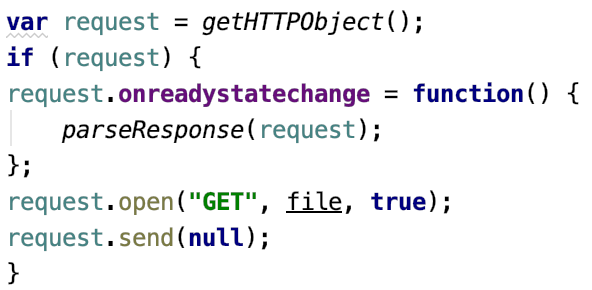 var request = getHTTPObject();
if (request) {
request.onreadystatechange = function() {
    parseResponse(request);
};
request.open("GET", file, true);
request.send(null);
}